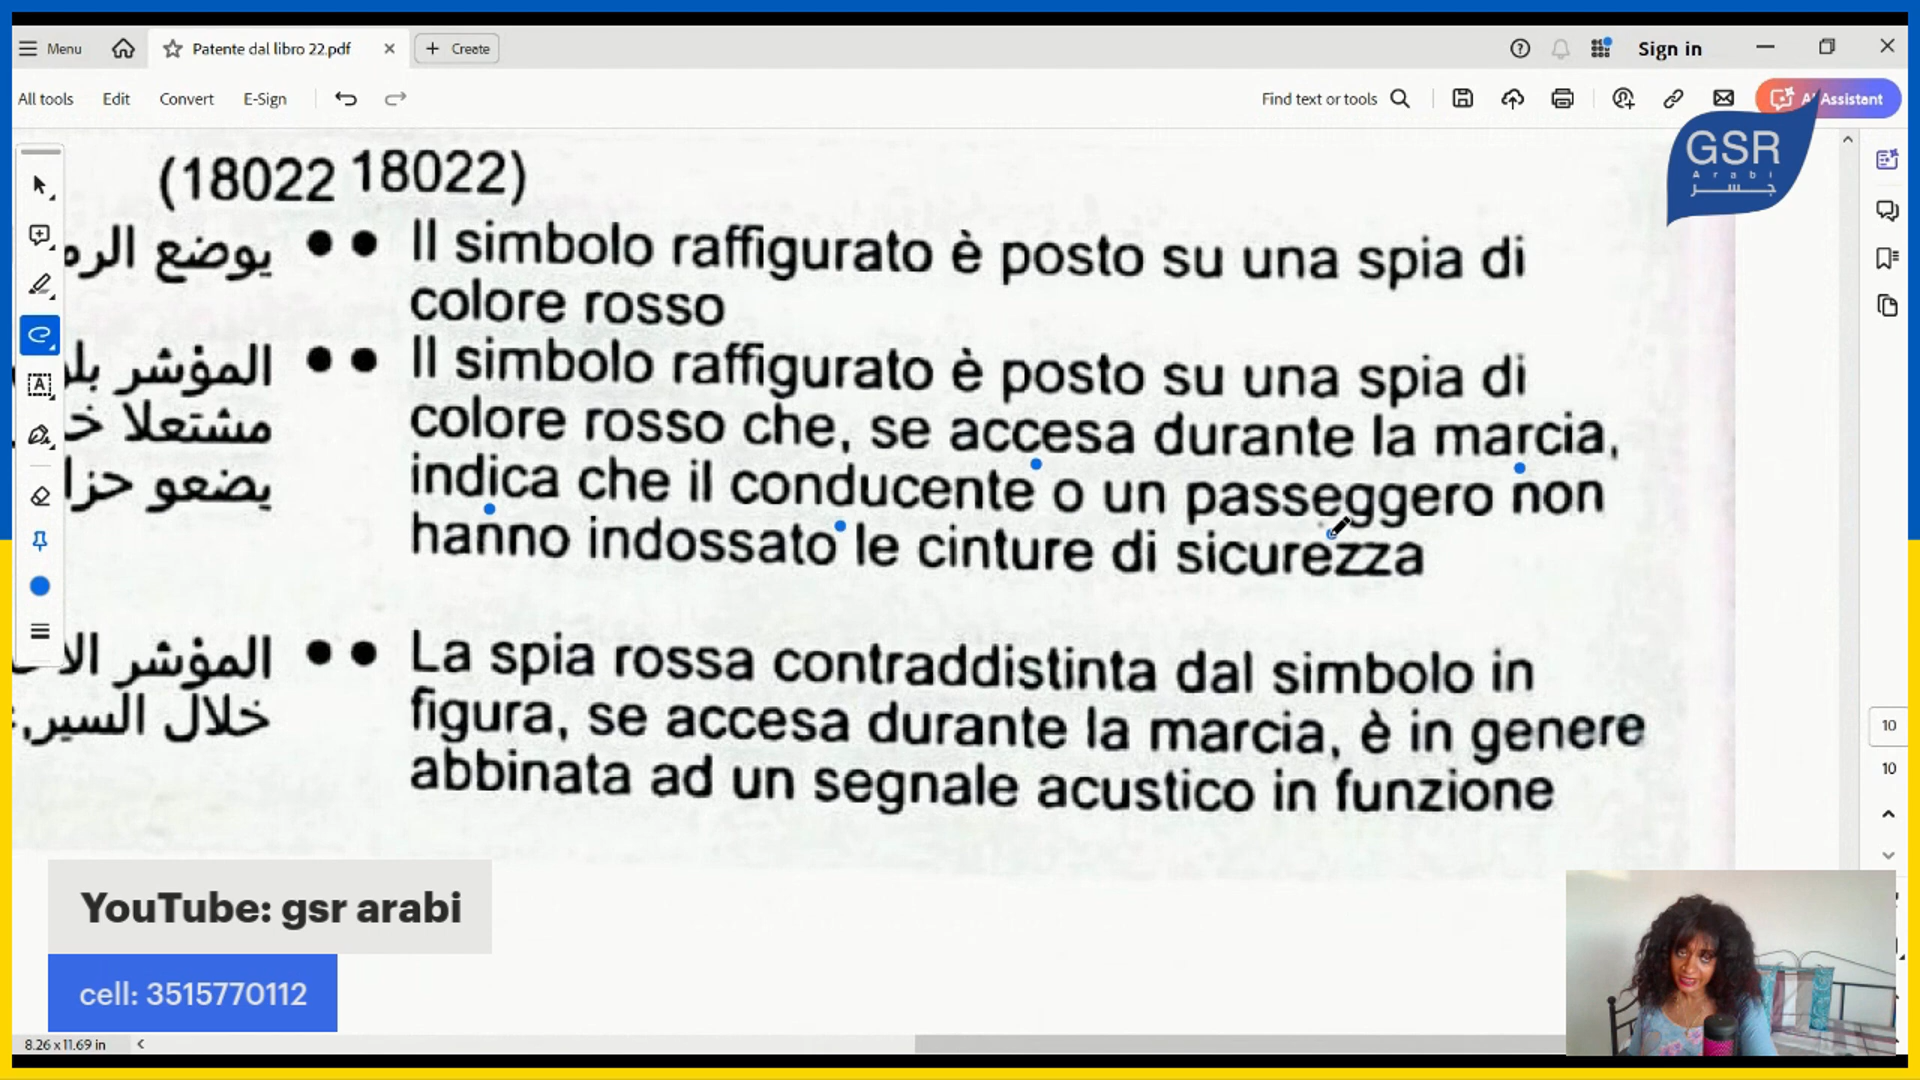 Menu
Patente dal libro 22.pdf
Create
Sign in
All tools
Edit
Convert
E-Sign
Find text or tools
Assistant
GSR
Arabi
جسر
(18022 18022)
يوضع
Il simbolo raffigurato è posto su una spia di
colore rosso
المؤشر
Il simbolo raffigurato è posto su una spia di
مشتعلا
colore rosso che, se accesa durante la marcia,
يضعو
indica che il conducente o un passeggero non
hanno indossato le cinture di sicurezza
المؤشر
La spia rossa contraddistinta dal simbolo in
خلال السير,
figura, se accesa durante la marcia, è in genere
abbinata ad un segnale acustico in funzione
10
10
YouTube: gsr arabi
cell: 3515770112
8.26 x 11.69 in